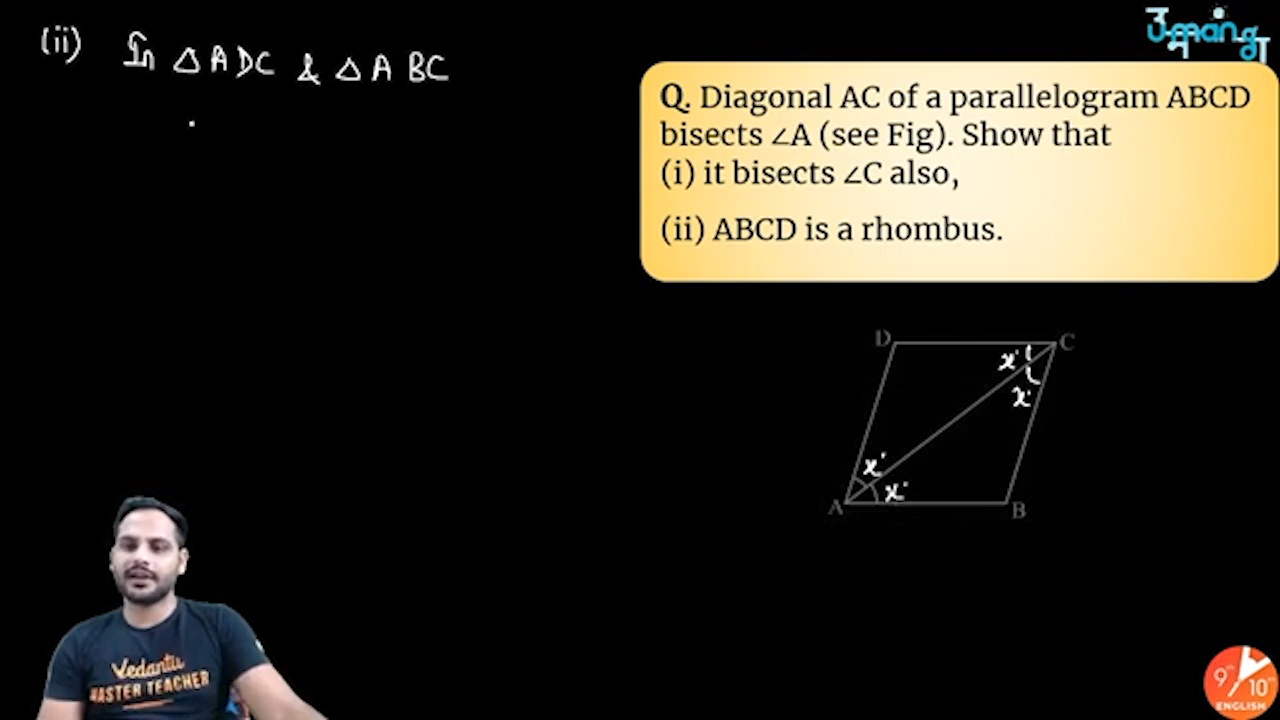 (ii) In △ADC & △ABC
उमंग
Q. Diagonal AC of a parallelogram ABCD
bisects ∠A (see Fig). Show that
(i) it bisects ∠C also,
(ii) ABCD is a rhombus.
D
C
x°
x°
x°
x°
A
B
Vedantu
MASTER TEACHER
9th
10th
ENGLISH